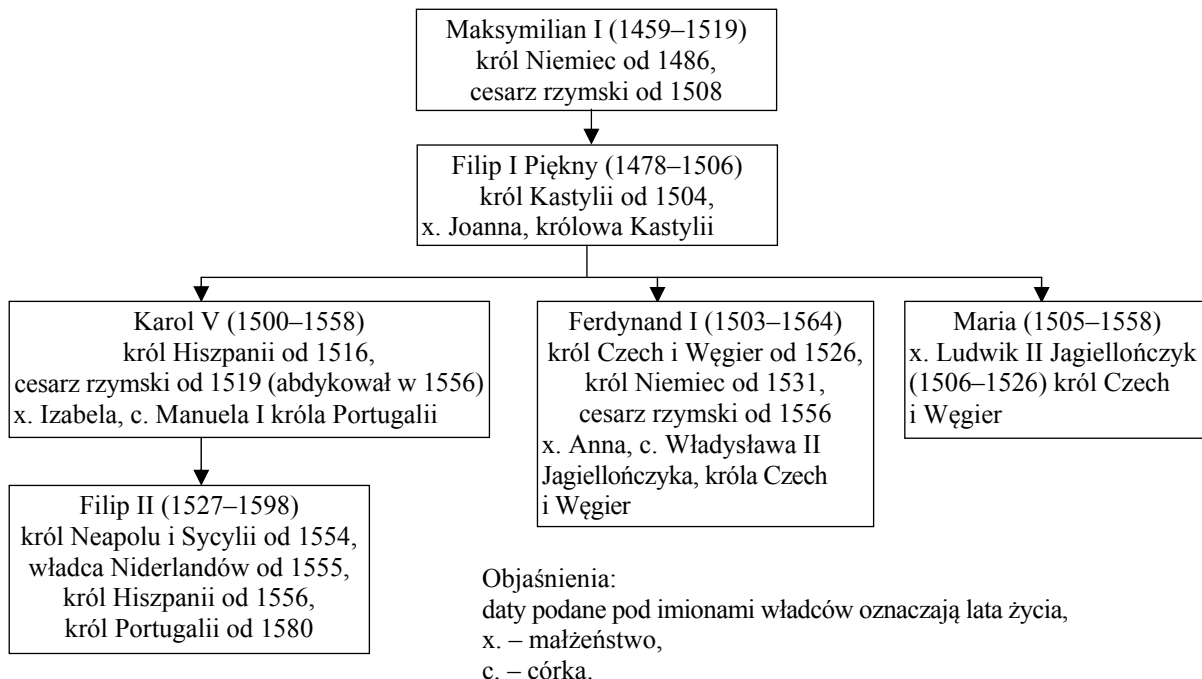 Maksymilian I (1459–1519)
król Niemiec od 1486,
cesarz rzymski od 1508
Filip I Piękny (1478–1506)
król Kastylii od 1504,
x. Joanna, królowa Kastylii
Karol V (1500–1558)
król Hiszpanii od 1516,
cesarz rzymski od 1519 (abdykował w 1556)
x. Izabela, c. Manuela I króla Portugalii
Ferdynand I (1503–1564)
król Czech i Węgier od 1526,
król Niemiec od 1531,
cesarz rzymski od 1556
x. Anna, c. Władysława II
Jagiellończyka, króla Czech
i Węgier
Maria (1505–1558)
x. Ludwik II Jagiellończyk
(1506–1526) król Czech
i Węgier
Filip II (1527–1598)
król Neapolu i Sycylii od 1554,
władca Niderlandów od 1555,
król Hiszpanii od 1556,
król Portugalii od 1580
Objaśnienia:
daty podane pod imionami władców oznaczają lata życia,
x. – małżeństwo,
c. – córka.